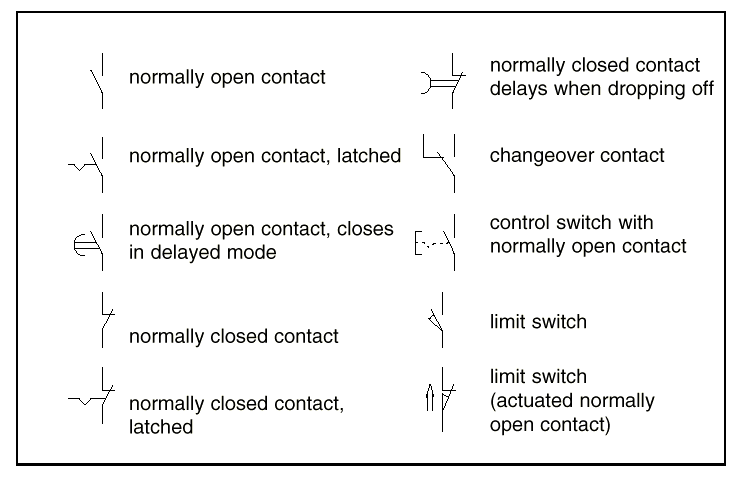 normally open contact
normally open contact, latched
normally open contact, closes
in delayed mode
normally closed contact
normally closed contact,
latched
normally closed contact
delays when dropping off
changeover contact
control switch with
normally open contact
limit switch
limit switch
(actuated normally
open contact)